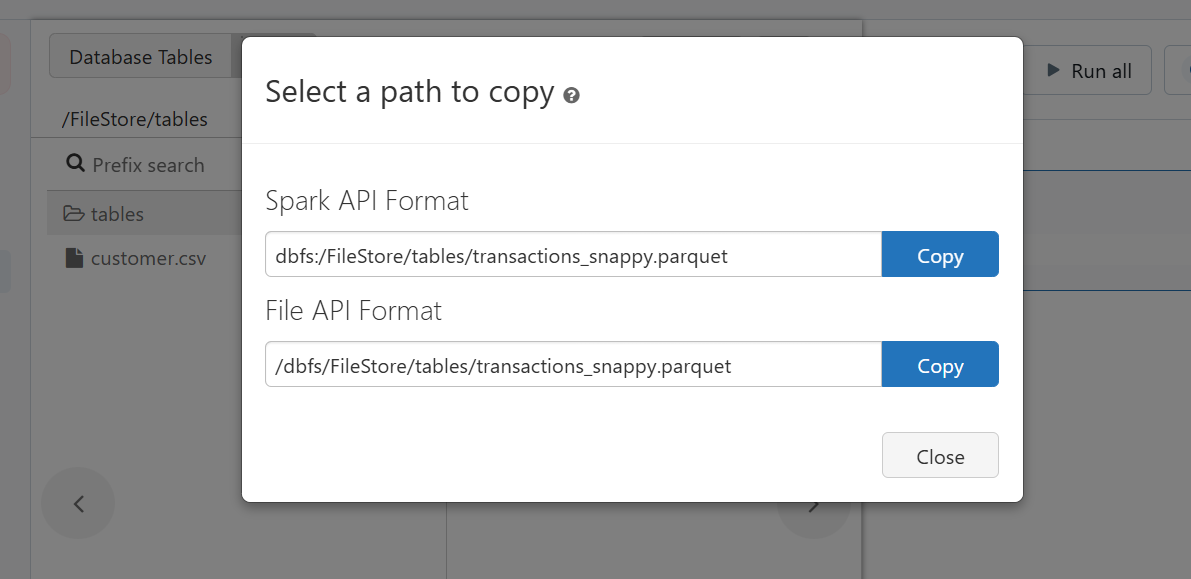 Database Tables
/FileStore/tables
Prefix search
tables
customer.csv
Select a path to copy
Spark API Format
dbfs:/FileStore/tables/transactions_snappy.parquet
Copy
File API Format
/dbfs/FileStore/tables/transactions_snappy.parquet
Copy
Close
Run all